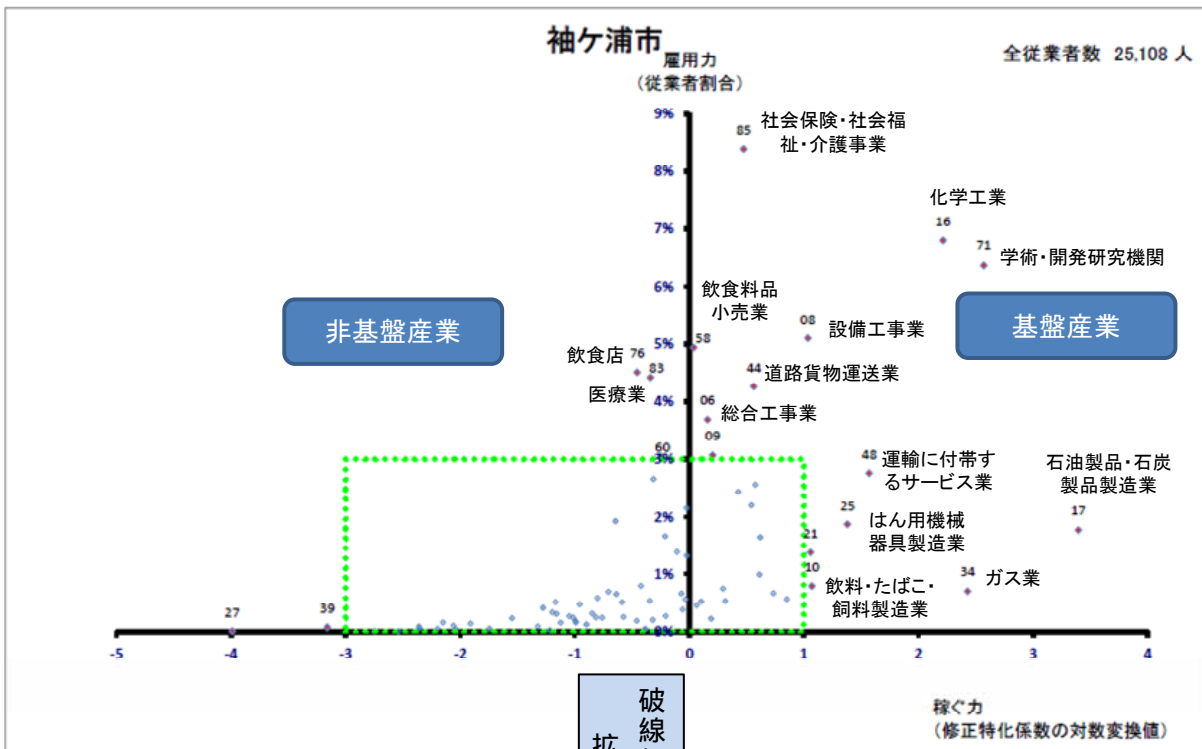 袖ケ浦市
雇用力
(従業者割合)
全従業者数 25,108 人
9%
85
社会保険・社会福
祉・介護事業
8%
化学工業
7%
16
71
学術・開発研究機関
6%
飲食料品
小売業
非基盤産業
基盤産業
08
設備工事業
5%
58
飲食店
76
83
医療業
44
道路貨物運送業
4%
06
総合工事業
09
60
3%
48
運輸に付帯す
るサービス業
石油製品・石炭
製品製造業
17
2%
25
はん用機械
器具製造業
21
1%
10
飲料・たばこ・
飼料製造業
34
ガス業
27
39
0%
-5
-4
-3
-2
-1
0
1
2
3
4
破線
拡
稼ぐ力
(修正特化係数の対数変換値)